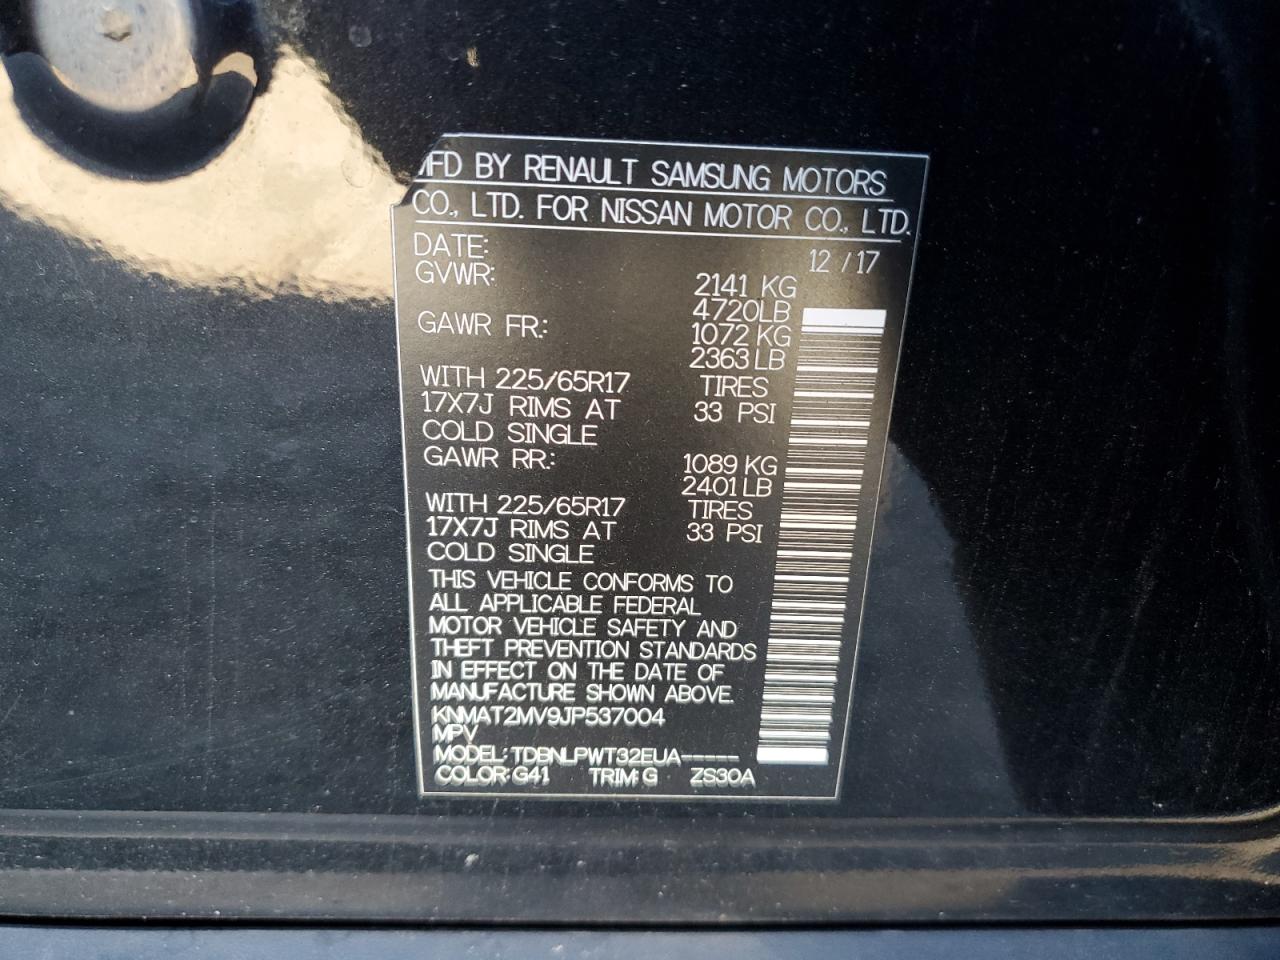 MFD BY RENAULT SAMSUNG MOTORS
CO., LTD. FOR NISSAN MOTOR CO., LTD.
DATE: 12 / 17
GVWR: 2141 KG
4720LB
GAWR FR.: 1072 KG
2363 LB
WITH 225/65R17 TIRES
17X7J RIMS AT 33 PSI
COLD SINGLE
GAWR RR.: 1089 KG
2401 LB
WITH 225/65R17 TIRES
17X7J RIMS AT 33 PSI
COLD SINGLE
THIS VEHICLE CONFORMS TO
ALL APPLICABLE FEDERAL
MOTOR VEHICLE SAFETY AND
THEFT PREVENTION STANDARDS
IN EFFECT ON THE DATE OF
MANUFACTURE SHOWN ABOVE.
KNMAT2MV9JP537004
MPV
MODEL: TDBNLPWT32EUA-----
COLOR: G41 TRIM: G ZS30A